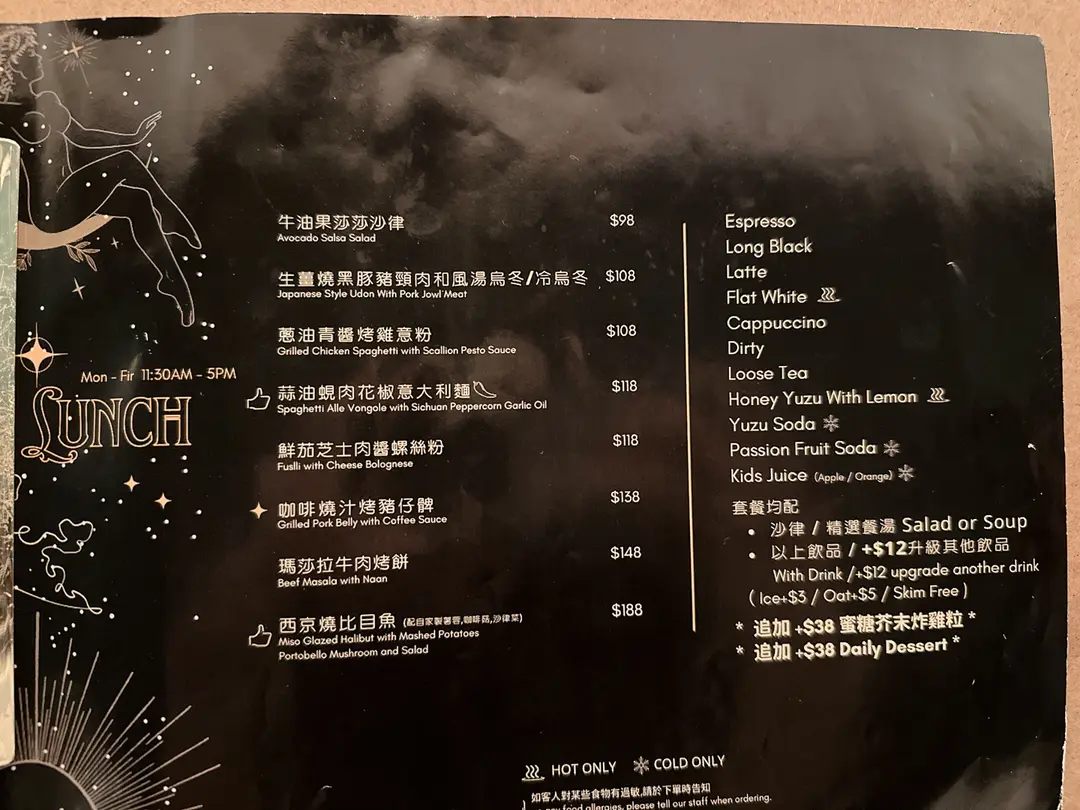 Mon - Fir 11:30AM - 5PM
LUNCH
牛油果莎莎沙律 $98
Avocado Salsa Salad
生薑燒黑豚豬頸肉和風湯烏冬/冷烏冬 $108
Japanese Style Udon With Pork Jowl Meat
蔥油青醬烤雞意粉 $108
Grilled Chicken Spaghetti with Scallion Pesto Sauce
蒜油蜆肉花椒意大利麵 $118
Spaghetti Alle Vongole with Sichuan Peppercorn Garlic Oil
鮮茄芝士肉醬螺絲粉 $118
Fuslli with Cheese Bolognese
咖啡燒汁烤豬仔髀 $138
Grilled Pork Belly with Coffee Sauce
瑪莎拉牛肉烤餅 $148
Beef Masala with Naan
西京燒比目魚 (配自家製薯蓉,咖啡菇,沙律菜) $188
Miso Glazed Halibut with Mashed Potatoes
Portobello Mushroom and Salad
Espresso
Long Black
Latte
Flat White
Cappuccino
Dirty
Loose Tea
Honey Yuzu With Lemon
Yuzu Soda
Passion Fruit Soda
Kids Juice (Apple / Orange)
套餐均配
• 沙律 / 精選餐湯 Salad or Soup
• 以上飲品 / +$12升級其他飲品
With Drink /+$12 upgrade another drink
( Ice+$3 / Oat+$5 / Skim Free )
* 追加 +$38 蜜糖芥末炸雞粒 *
* 追加 +$38 Daily Dessert *
HOT ONLY COLD ONLY
如客人對某些食物有過敏,請於下單時告知
food allergies, please tell our staff when ordering.